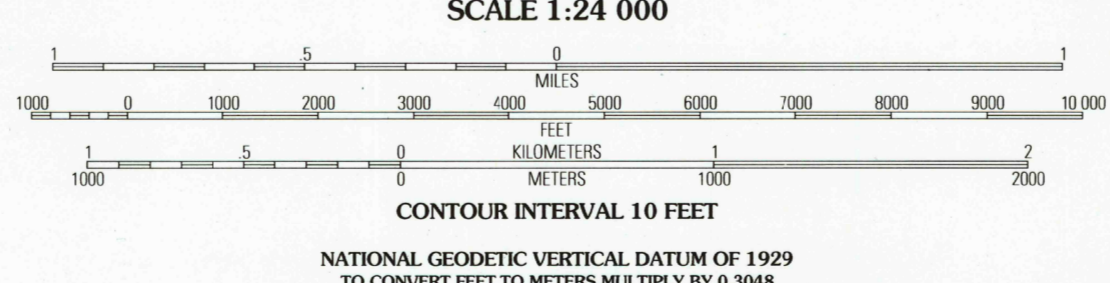 SCALE 1:24 000
1 .5 0 1
MILES
1000 0 1000 2000 3000 4000 5000 6000 7000 8000 9000 10 000
FEET
1 .5 0 KILOMETERS 1 2
1000 0 METERS 1000 2000
CONTOUR INTERVAL 10 FEET
NATIONAL GEODETIC VERTICAL DATUM OF 1929
TO CONVERT FEET TO METERS MULTIPLY BY 0.3048